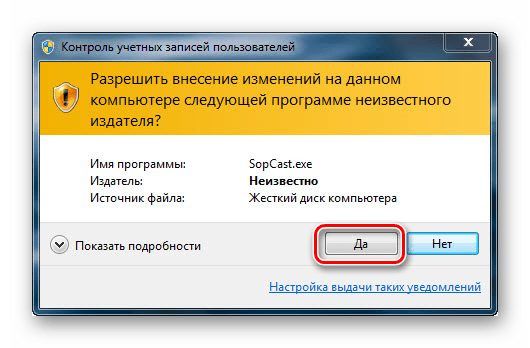 Контроль учетных записей пользователей
Разрешить внесение изменений на данном
компьютере следующей программе неизвестного
издателя?
Имя программы: SopCast.exe
Издатель: Неизвестно
Источник файла: Жесткий диск компьютера
Показать подробности Да Нет
Настройка выдачи таких уведомлений